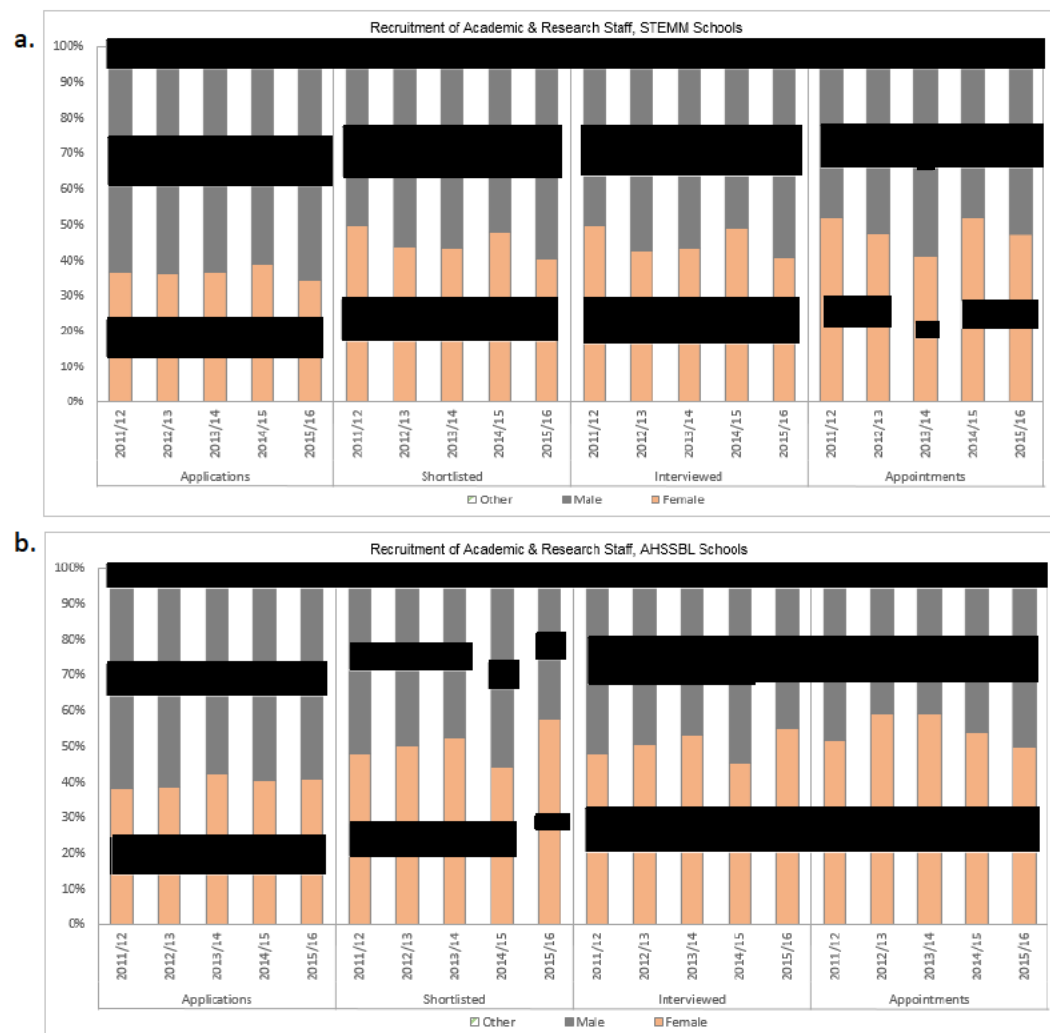 a.
Recruitment of Academic & Research Staff, STEMM Schools
100%
90%
80%
70%
60%
50%
40%
30%
20%
10%
0%
2011/12 2012/13 2013/14 2014/15 2015/16 2011/12 2012/13 2013/14 2014/15 2015/16 2011/12 2012/13 2013/14 2014/15 2015/16 2011/12 2012/13 2013/14 2014/15 2015/16
Applications Shortlisted Interviewed Appointments
Other Male Female
b.
Recruitment of Academic & Research Staff, AHSSBL Schools
100%
90%
80%
70%
60%
50%
40%
30%
20%
10%
0%
2011/12 2012/13 2013/14 2014/15 2015/16 2011/12 2012/13 2013/14 2014/15 2015/16 2011/12 2012/13 2013/14 2014/15 2015/16 2011/12 2012/13 2013/14 2014/15 2015/16
Applications Shortlisted Interviewed Appointments
Other Male Female